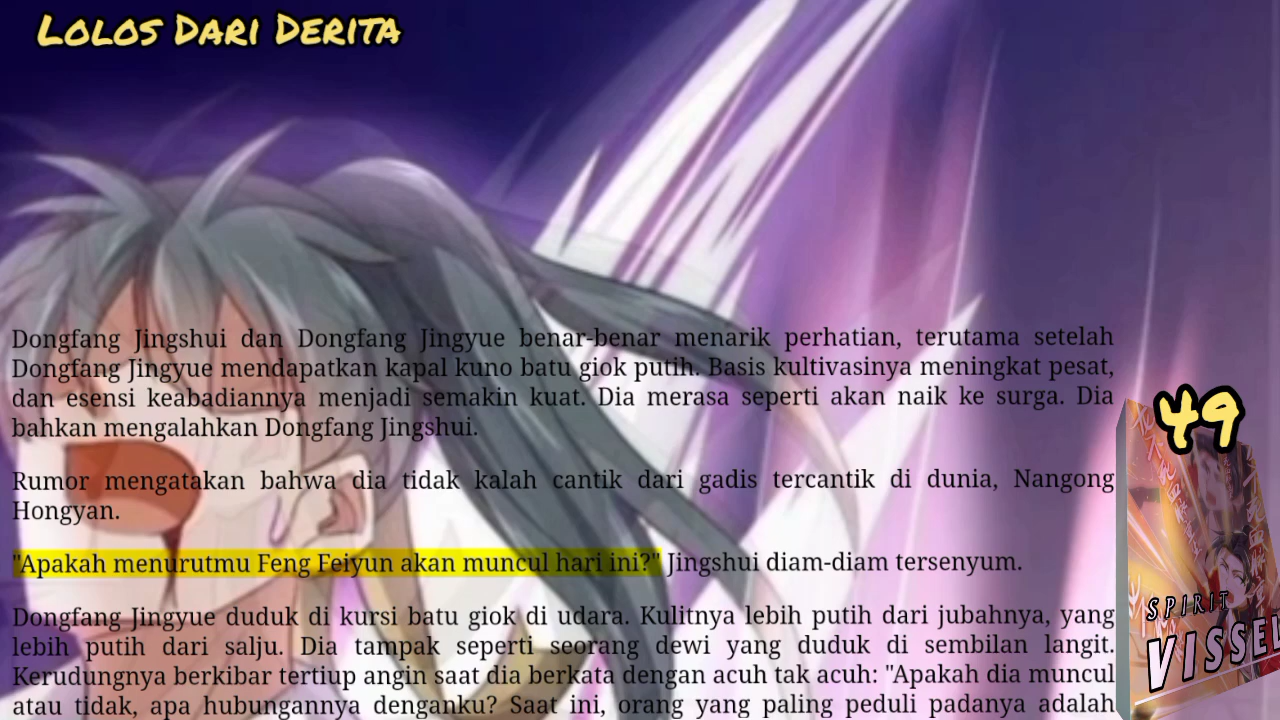 LOLOS DARI DERITA
Dongfang Jingshui dan Dongfang Jingyue benar-benar menarik perhatian, terutama setelah
Dongfang Jingyue mendapatkan kapal kuno batu giok putih. Basis kultivasinya meningkat pesat,
dan esensi keabadiannya menjadi semakin kuat. Dia merasa seperti akan naik ke surga. Dia
bahkan mengalahkan Dongfang Jingshui.
Rumor mengatakan bahwa dia tidak kalah cantik dari gadis tercantik di dunia, Nangong
Hongyan.
"Apakah menurutmu Feng Feiyun akan muncul hari ini?" Jingshui diam-diam tersenyum.
Dongfang Jingyue duduk di kursi batu giok di udara. Kulitnya lebih putih dari jubahnya, yang
lebih putih dari salju. Dia tampak seperti seorang dewi yang duduk di sembilan langit.
Kerudungnya berkibar tertiup angin saat dia berkata dengan acuh tak acuh: "Apakah dia muncul
atau tidak, apa hubungannya denganku? Saat ini, orang yang paling peduli padanya adalah
49
SPIRIT
VISSEL